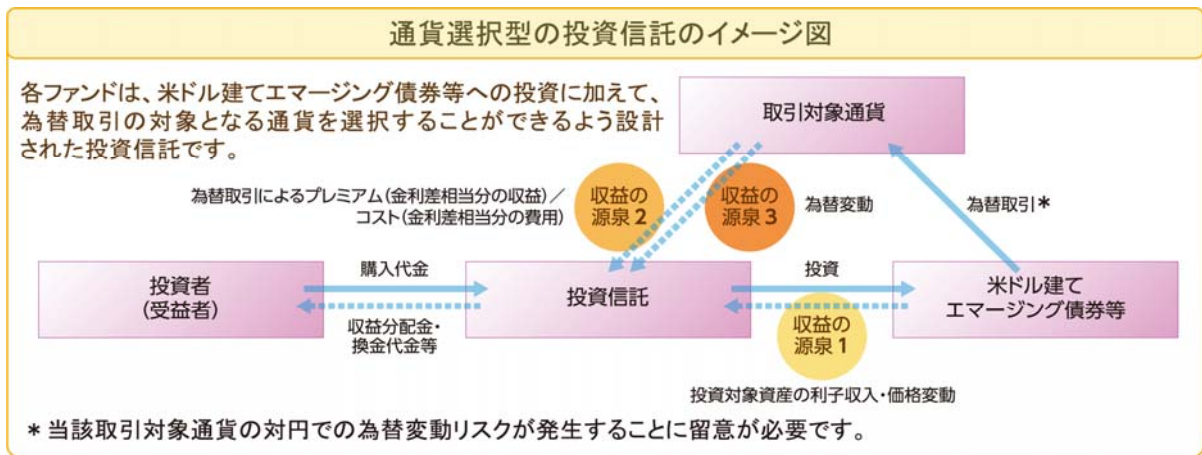 通貨選択型の投資信託のイメージ図
各ファンドは、米ドル建てエマージング債券等への投資に加えて、
為替取引の対象となる通貨を選択することができるよう設計
された投資信託です。
取引対象通貨
為替取引によるプレミアム(金利差相当分の収益)/
コスト(金利差相当分の費用)
収益の
源泉2
収益の
源泉3
為替変動
為替取引*
投資者
(受益者)
購入代金
収益分配金・
換金代金等
投資信託
投資
収益の
源泉1
米ドル建て
エマージング債券等
投資対象資産の利子収入・価格変動
*当該取引対象通貨の対円での為替変動リスクが発生することに留意が必要です。